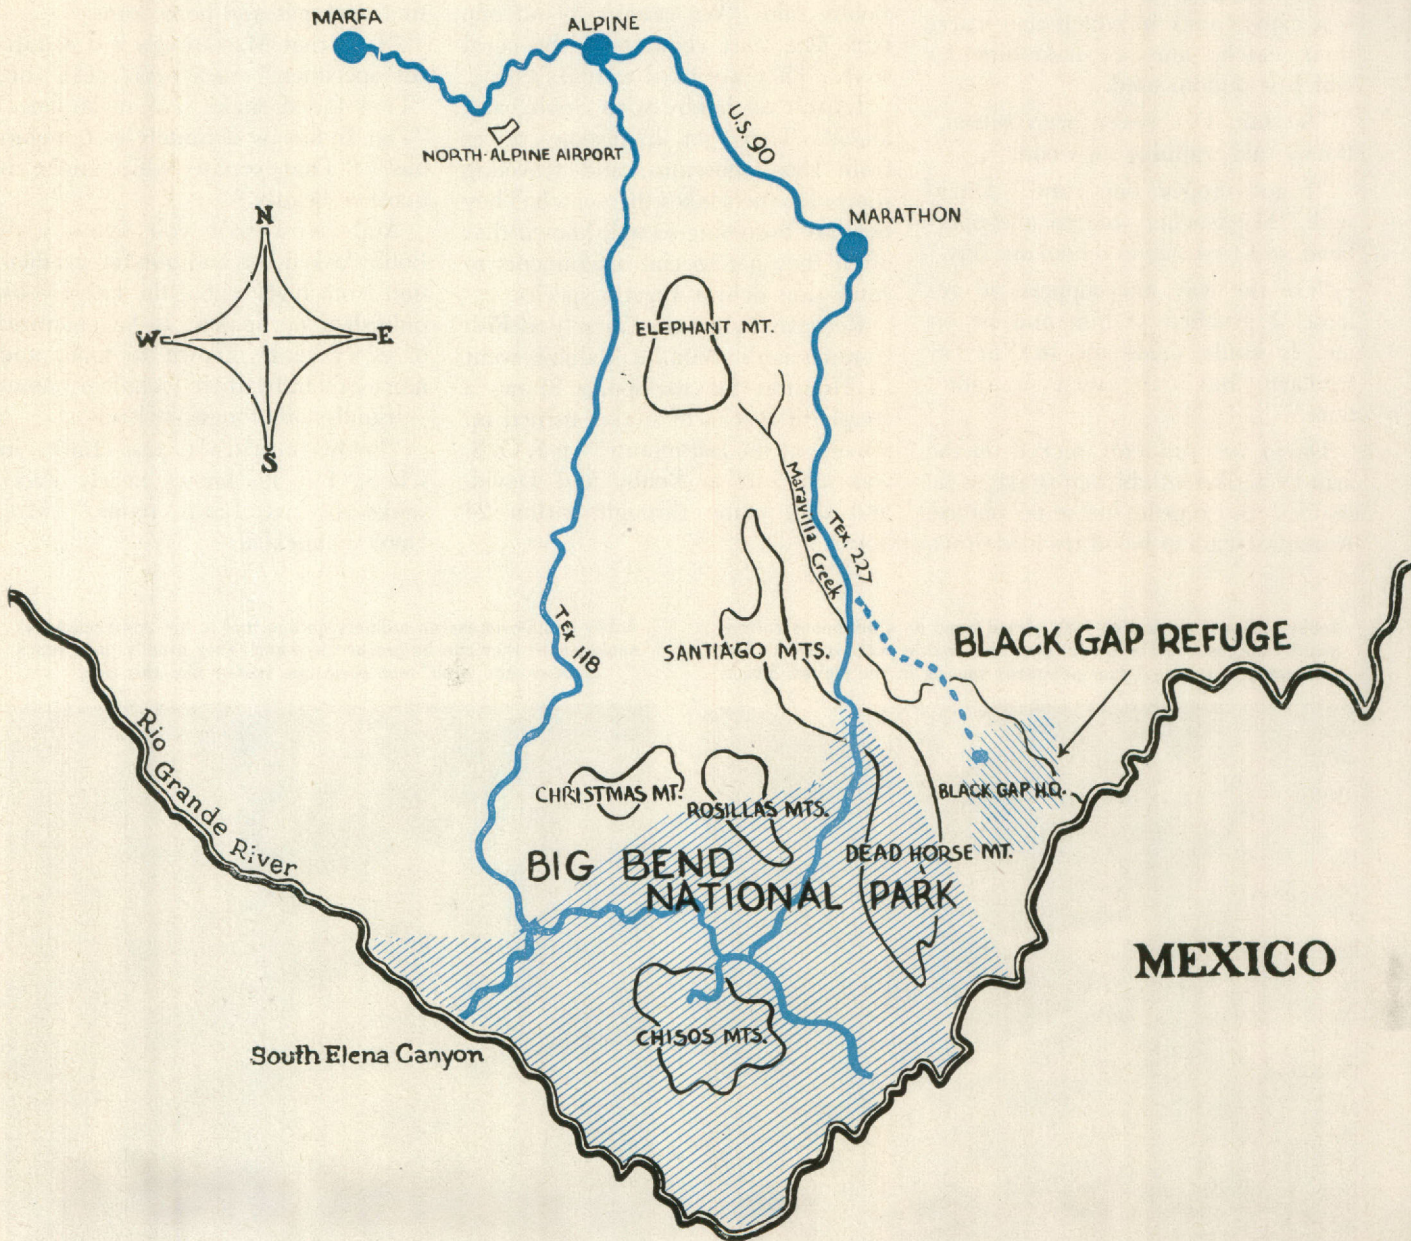 MARFA
ALPINE
NORTH-ALPINE AIRPORT
U.S. 90
MARATHON
N
W
E
S
ELEPHANT MT.
Maravilla Creek
Tex. 227
TEX 118
SANTIAGO MTS.
BLACK GAP REFUGE
Rio Grande River
CHRISTMAS MT.
ROSILLAS MTS.
BLACK GAP H.Q.
DEAD HORSE MT.
BIG BEND
NATIONAL PARK
MEXICO
CHISOS MTS.
South Elena Canyon